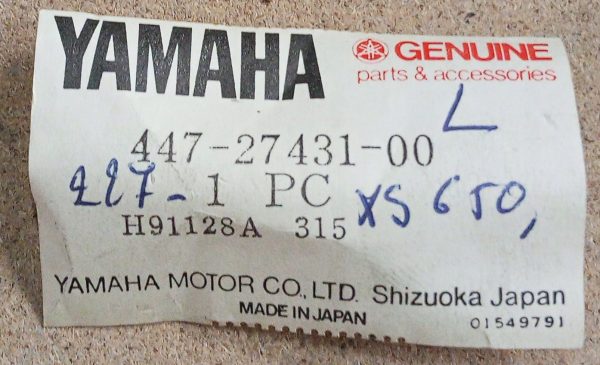 YAMAHA GENUINE
parts & accessories
L
447-27431-00
227- 1 PC XS 650,
H91128A 315
YAMAHA MOTOR CO., LTD. Shizuoka Japan
MADE IN JAPAN 01549791